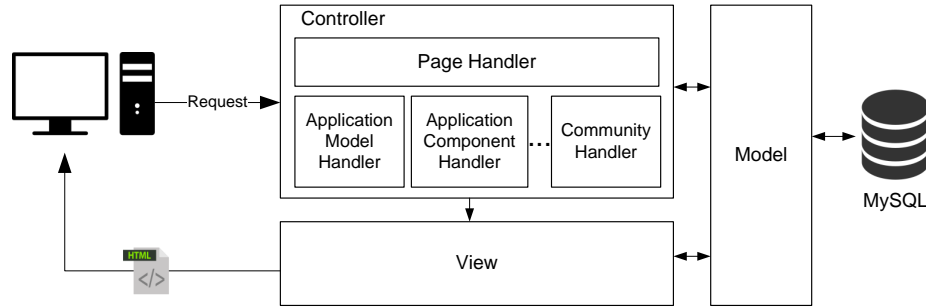 Controller
Page Handler
Request
Application
Model
Handler
Application
Component
Handler
...
Community
Handler
Model
MySQL
View
HTML
</>